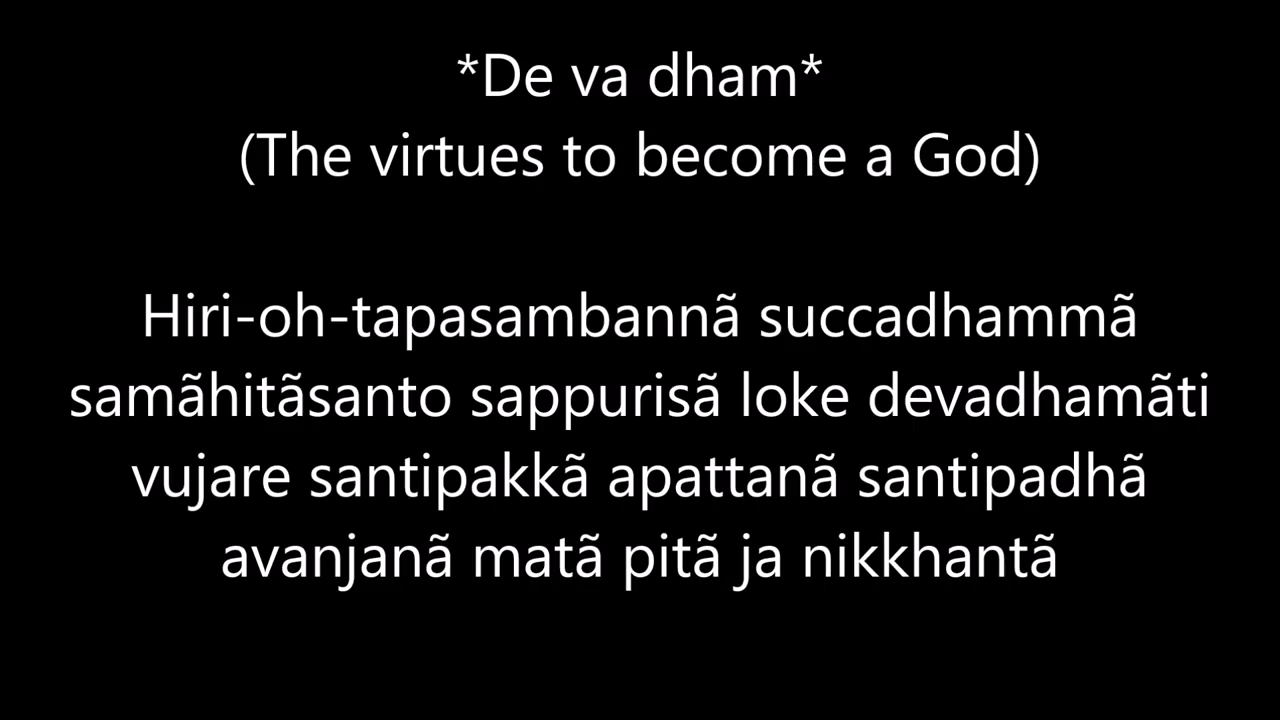 *De va dham*
(The virtues to become a God)
Hiri-oh-tapasambannã succadhammã
samãhitãsanto sappurisã loke devadhamãti
vujare santipakkã apattanã santipadhã
avanjanã matã pitã ja nikkhantã